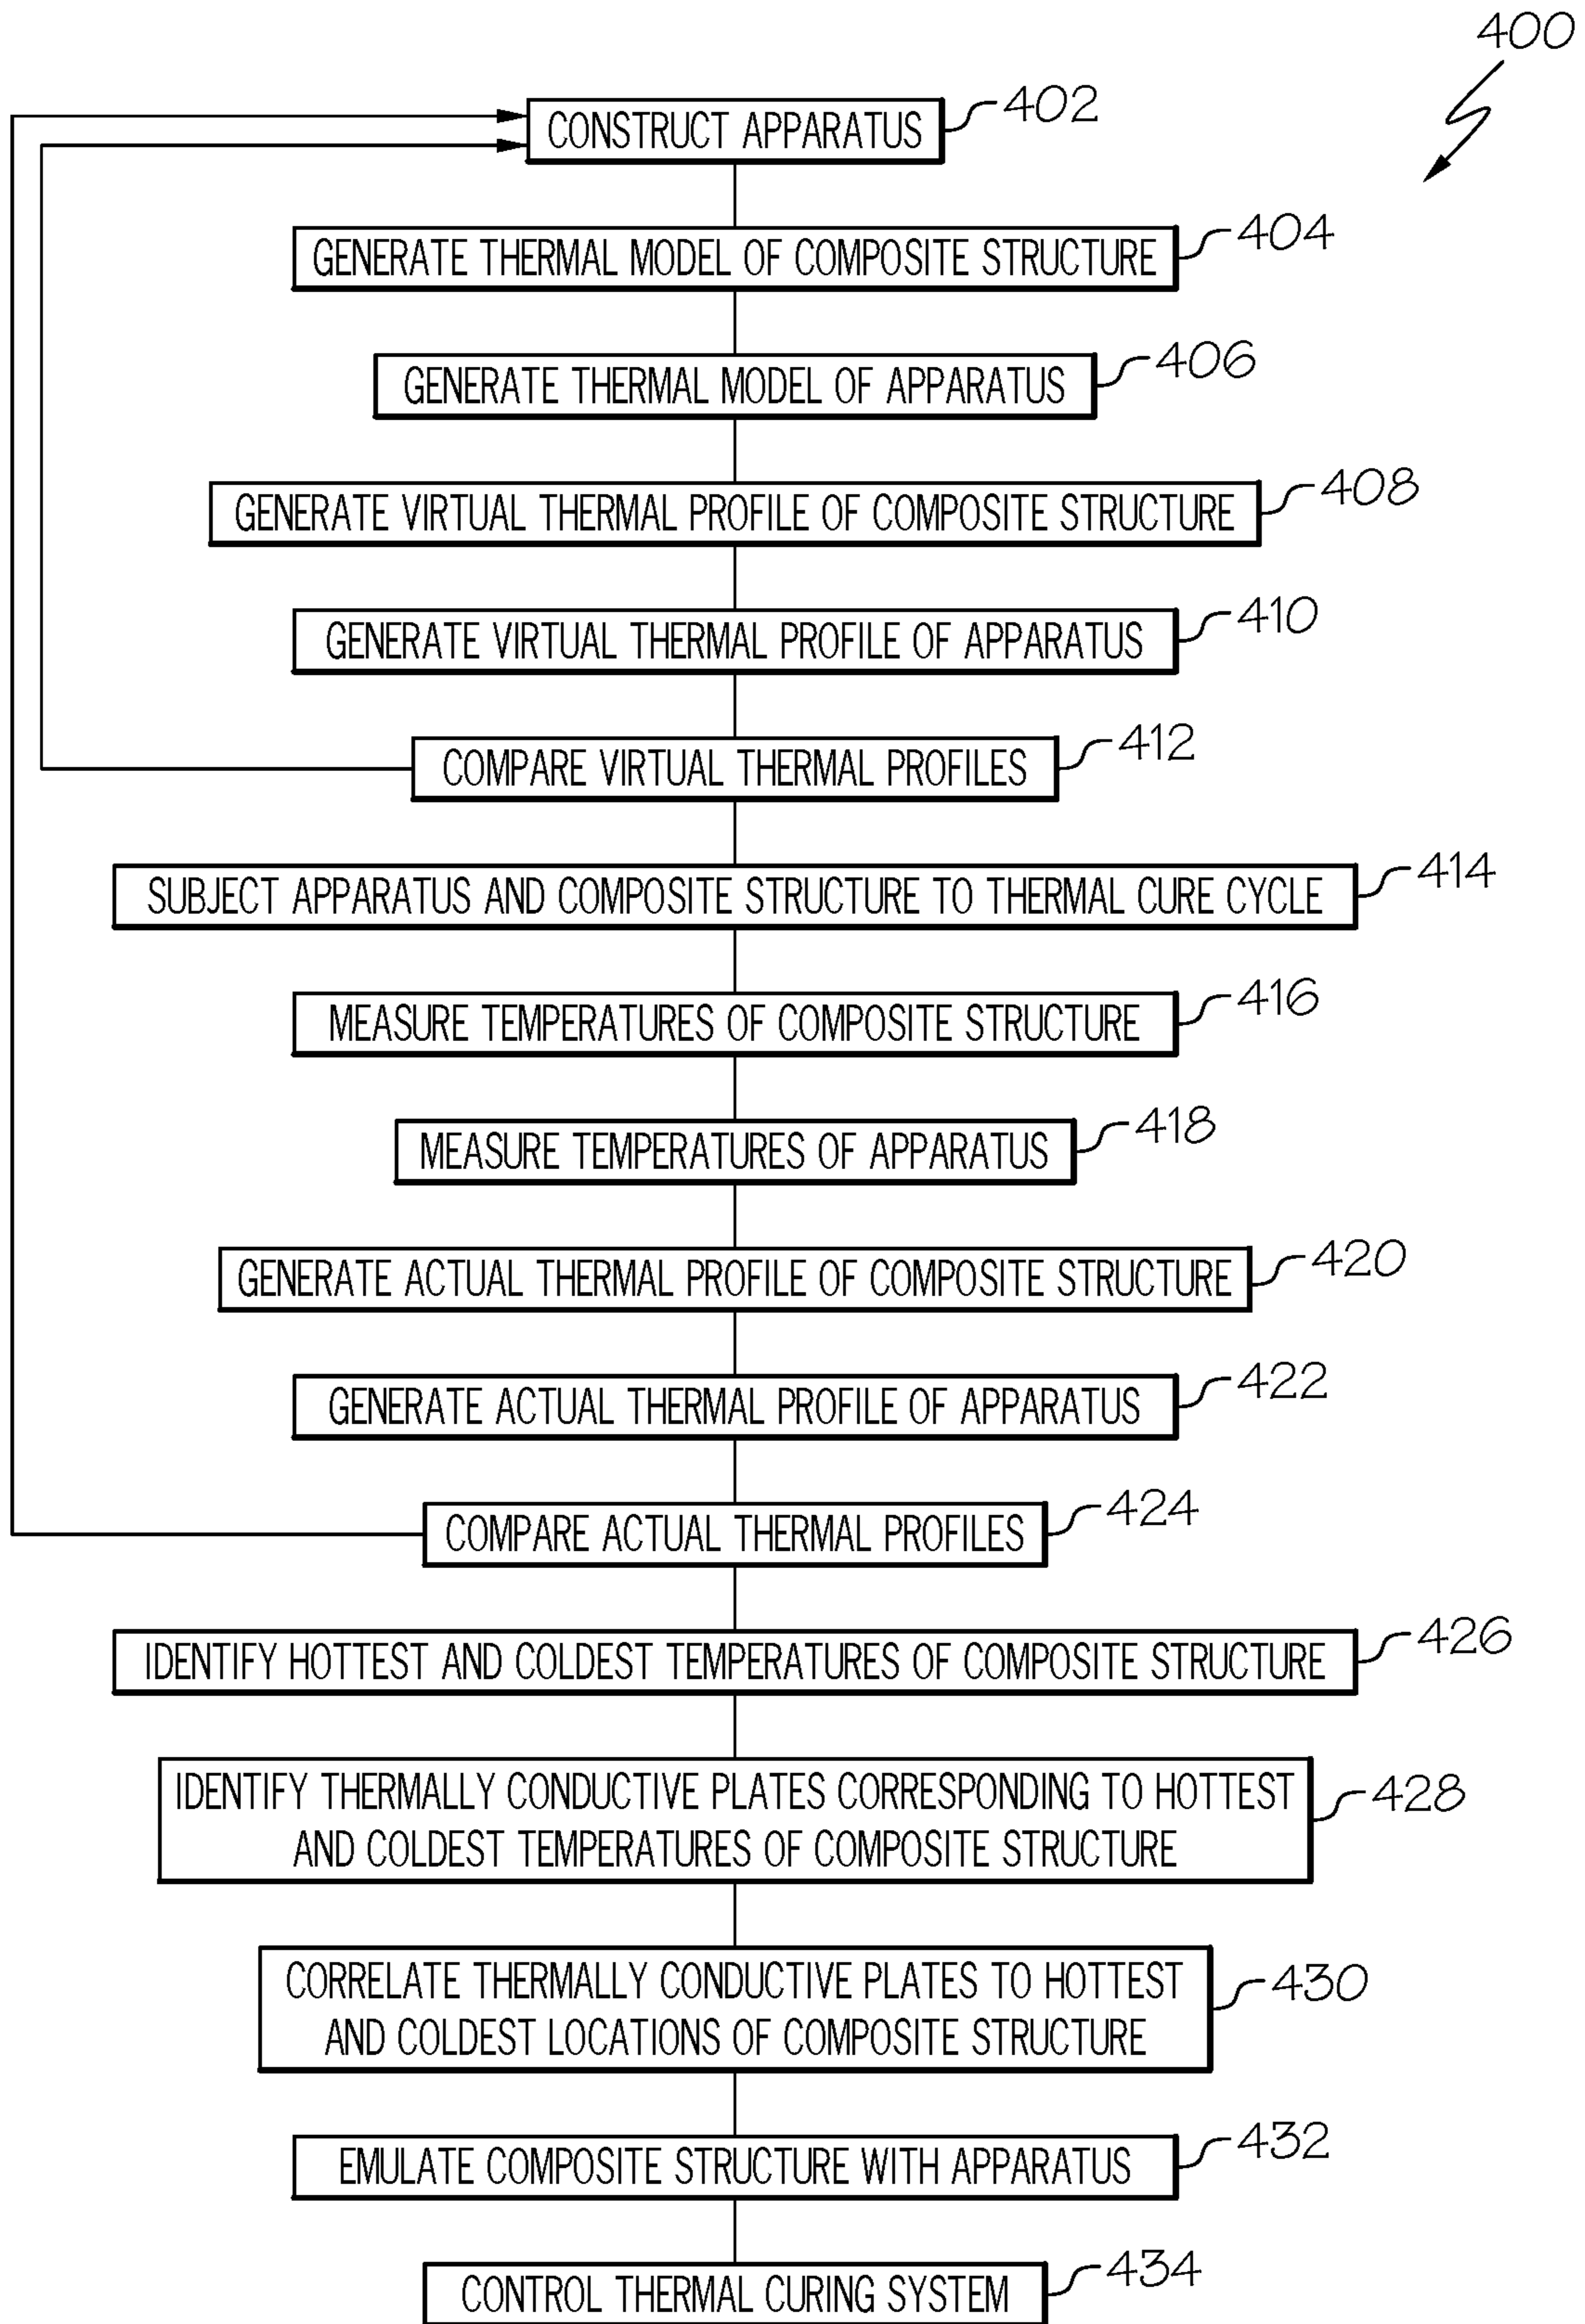 400
CONSTRUCT APPARATUS
402
GENERATE THERMAL MODEL OF COMPOSITE STRUCTURE
404
GENERATE THERMAL MODEL OF APPARATUS
406
GENERATE VIRTUAL THERMAL PROFILE OF COMPOSITE STRUCTURE
408
GENERATE VIRTUAL THERMAL PROFILE OF APPARATUS
410
COMPARE VIRTUAL THERMAL PROFILES
412
SUBJECT APPARATUS AND COMPOSITE STRUCTURE TO THERMAL CURE CYCLE
414
MEASURE TEMPERATURES OF COMPOSITE STRUCTURE
416
MEASURE TEMPERATURES OF APPARATUS
418
GENERATE ACTUAL THERMAL PROFILE OF COMPOSITE STRUCTURE
420
GENERATE ACTUAL THERMAL PROFILE OF APPARATUS
422
COMPARE ACTUAL THERMAL PROFILES
424
IDENTIFY HOTTEST AND COLDEST TEMPERATURES OF COMPOSITE STRUCTURE
426
IDENTIFY THERMALLY CONDUCTIVE PLATES CORRESPONDING TO HOTTEST
AND COLDEST TEMPERATURES OF COMPOSITE STRUCTURE
428
CORRELATE THERMALLY CONDUCTIVE PLATES TO HOTTEST
AND COLDEST LOCATIONS OF COMPOSITE STRUCTURE
430
EMULATE COMPOSITE STRUCTURE WITH APPARATUS
432
CONTROL THERMAL CURING SYSTEM
434